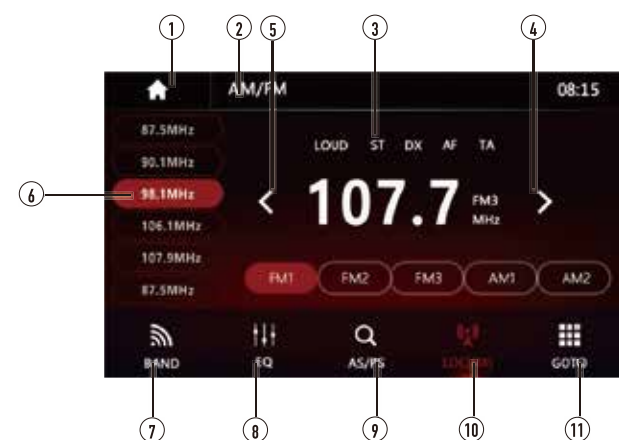 1 2 5 3 4
AM/FM 08:15
87.5MHz
LOUD ST DX AF TA
90.1MHz
6 98.1MHz
107.7 FM3
MHz
106.1MHz
107.9MHz
FM1 FM2 FM3 AM1 AM2
87.5MHz
BAND EQ AS/PS GOTO
7 8 9 10 11